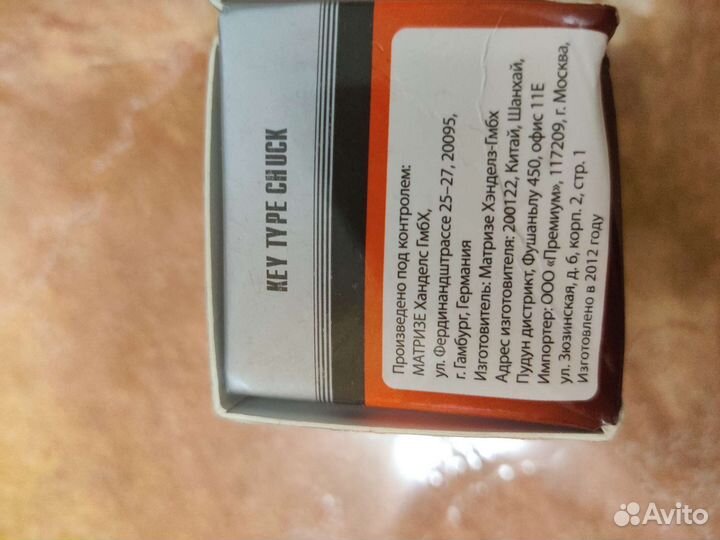 KEY TYPE CHUCK
Произведено под контролем:
МАТРИЗЕ Ханделс ГмбХ,
ул. Фердинандштрассе 25-27, 20095,
г. Гамбург, Германия
Изготовитель: Матризе Хэнделз-Гмбх
Адрес изготовителя: 200122, Китай, Шанхай,
Пудун дистрикт, Фушаньлу 450, офис 11Е
Импортер: ООО «Премиум», 117209, г. Москва,
ул. Зюзинская, д. 6, корп. 2, стр. 1
Изготовлено в 2012 году
Avito